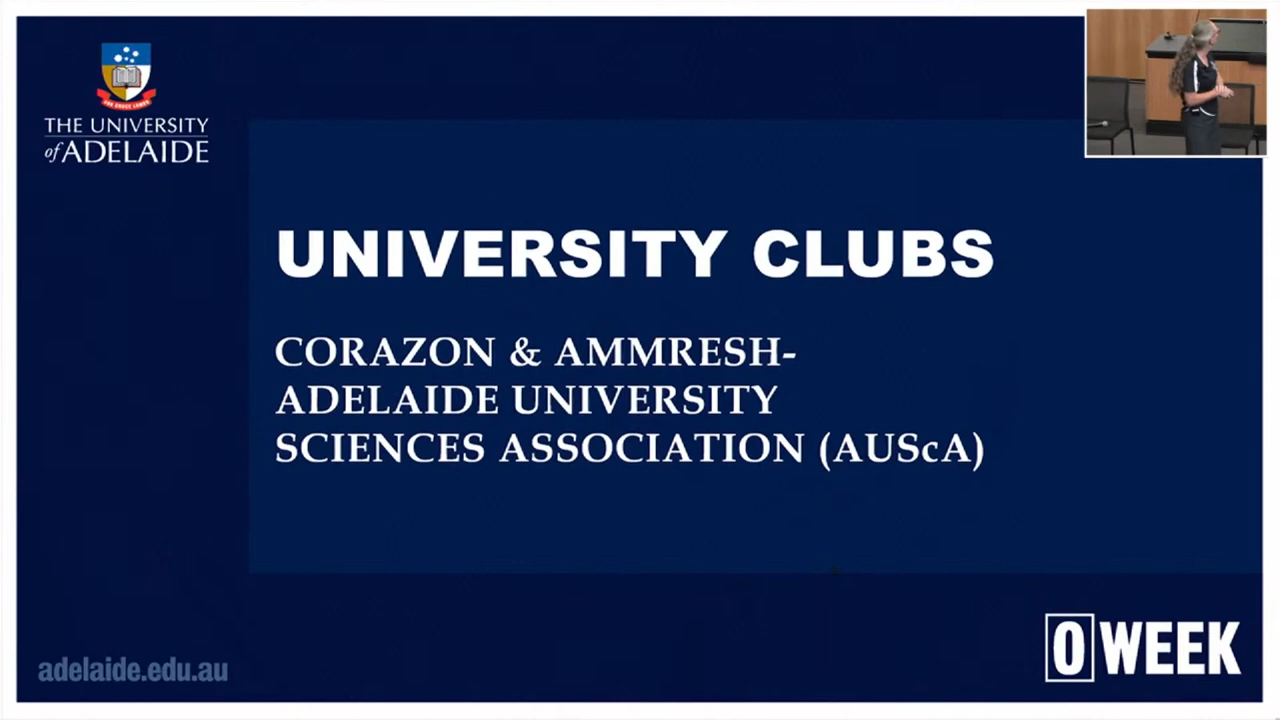 THE UNIVERSITY
of ADELAIDE
UNIVERSITY CLUBS
CORAZON & AMMRESH-
ADELAIDE UNIVERSITY
SCIENCES ASSOCIATION (AUScA)
O WEEK
adelaide.edu.au